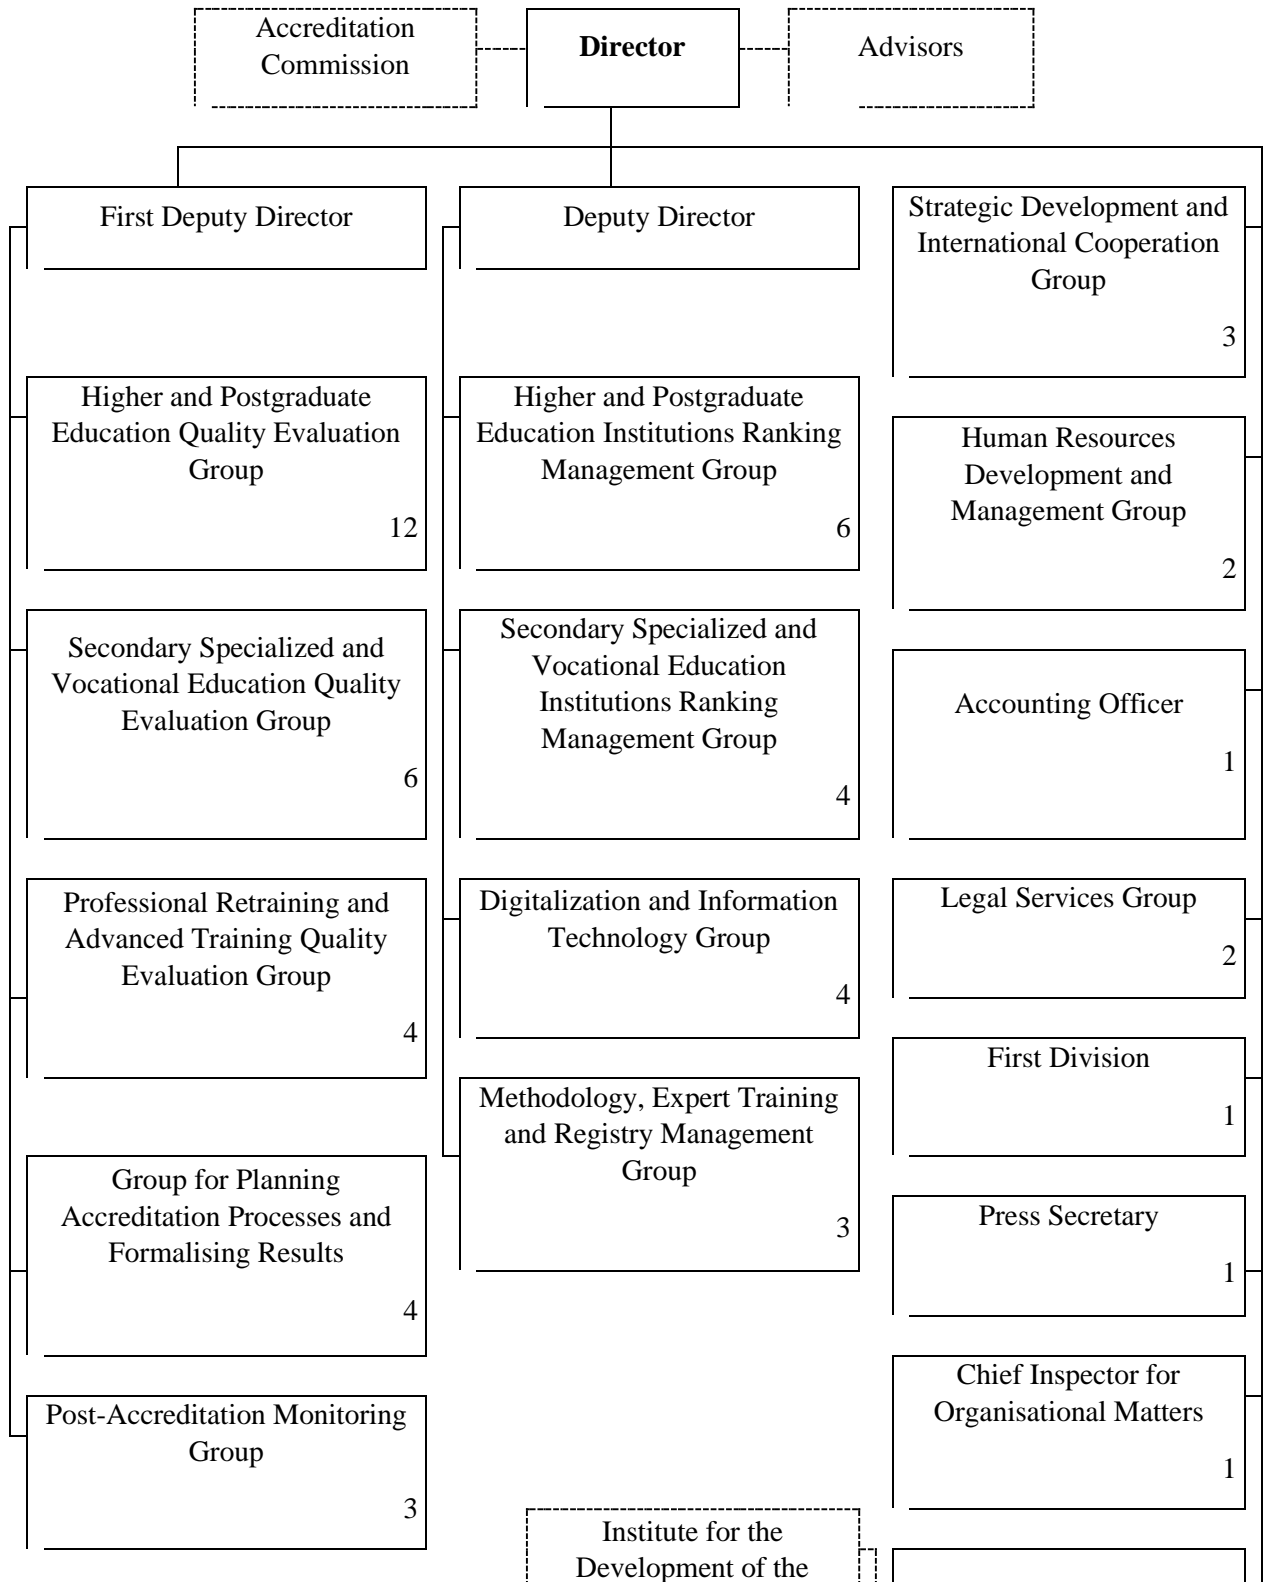 Accreditation
Commission
Director
Advisors
First Deputy Director
Deputy Director
Strategic Development and
International Cooperation
Group
3
Higher and Postgraduate
Education Quality Evaluation
Group
12
Higher and Postgraduate
Education Institutions Ranking
Management Group
6
Human Resources
Development and
Management Group
2
Secondary Specialized and
Vocational Education Quality
Evaluation Group
6
Secondary Specialized and
Vocational Education
Institutions Ranking
Management Group
4
Accounting Officer
1
Professional Retraining and
Advanced Training Quality
Evaluation Group
4
Digitalization and Information
Technology Group
4
Legal Services Group
2
First Division
1
Group for Planning
Accreditation Processes and
Formalising Results
4
Methodology, Expert Training
and Registry Management
Group
3
Press Secretary
1
Post-Accreditation Monitoring
Group
3
Chief Inspector for
Organisational Matters
1
Institute for the
Development of the